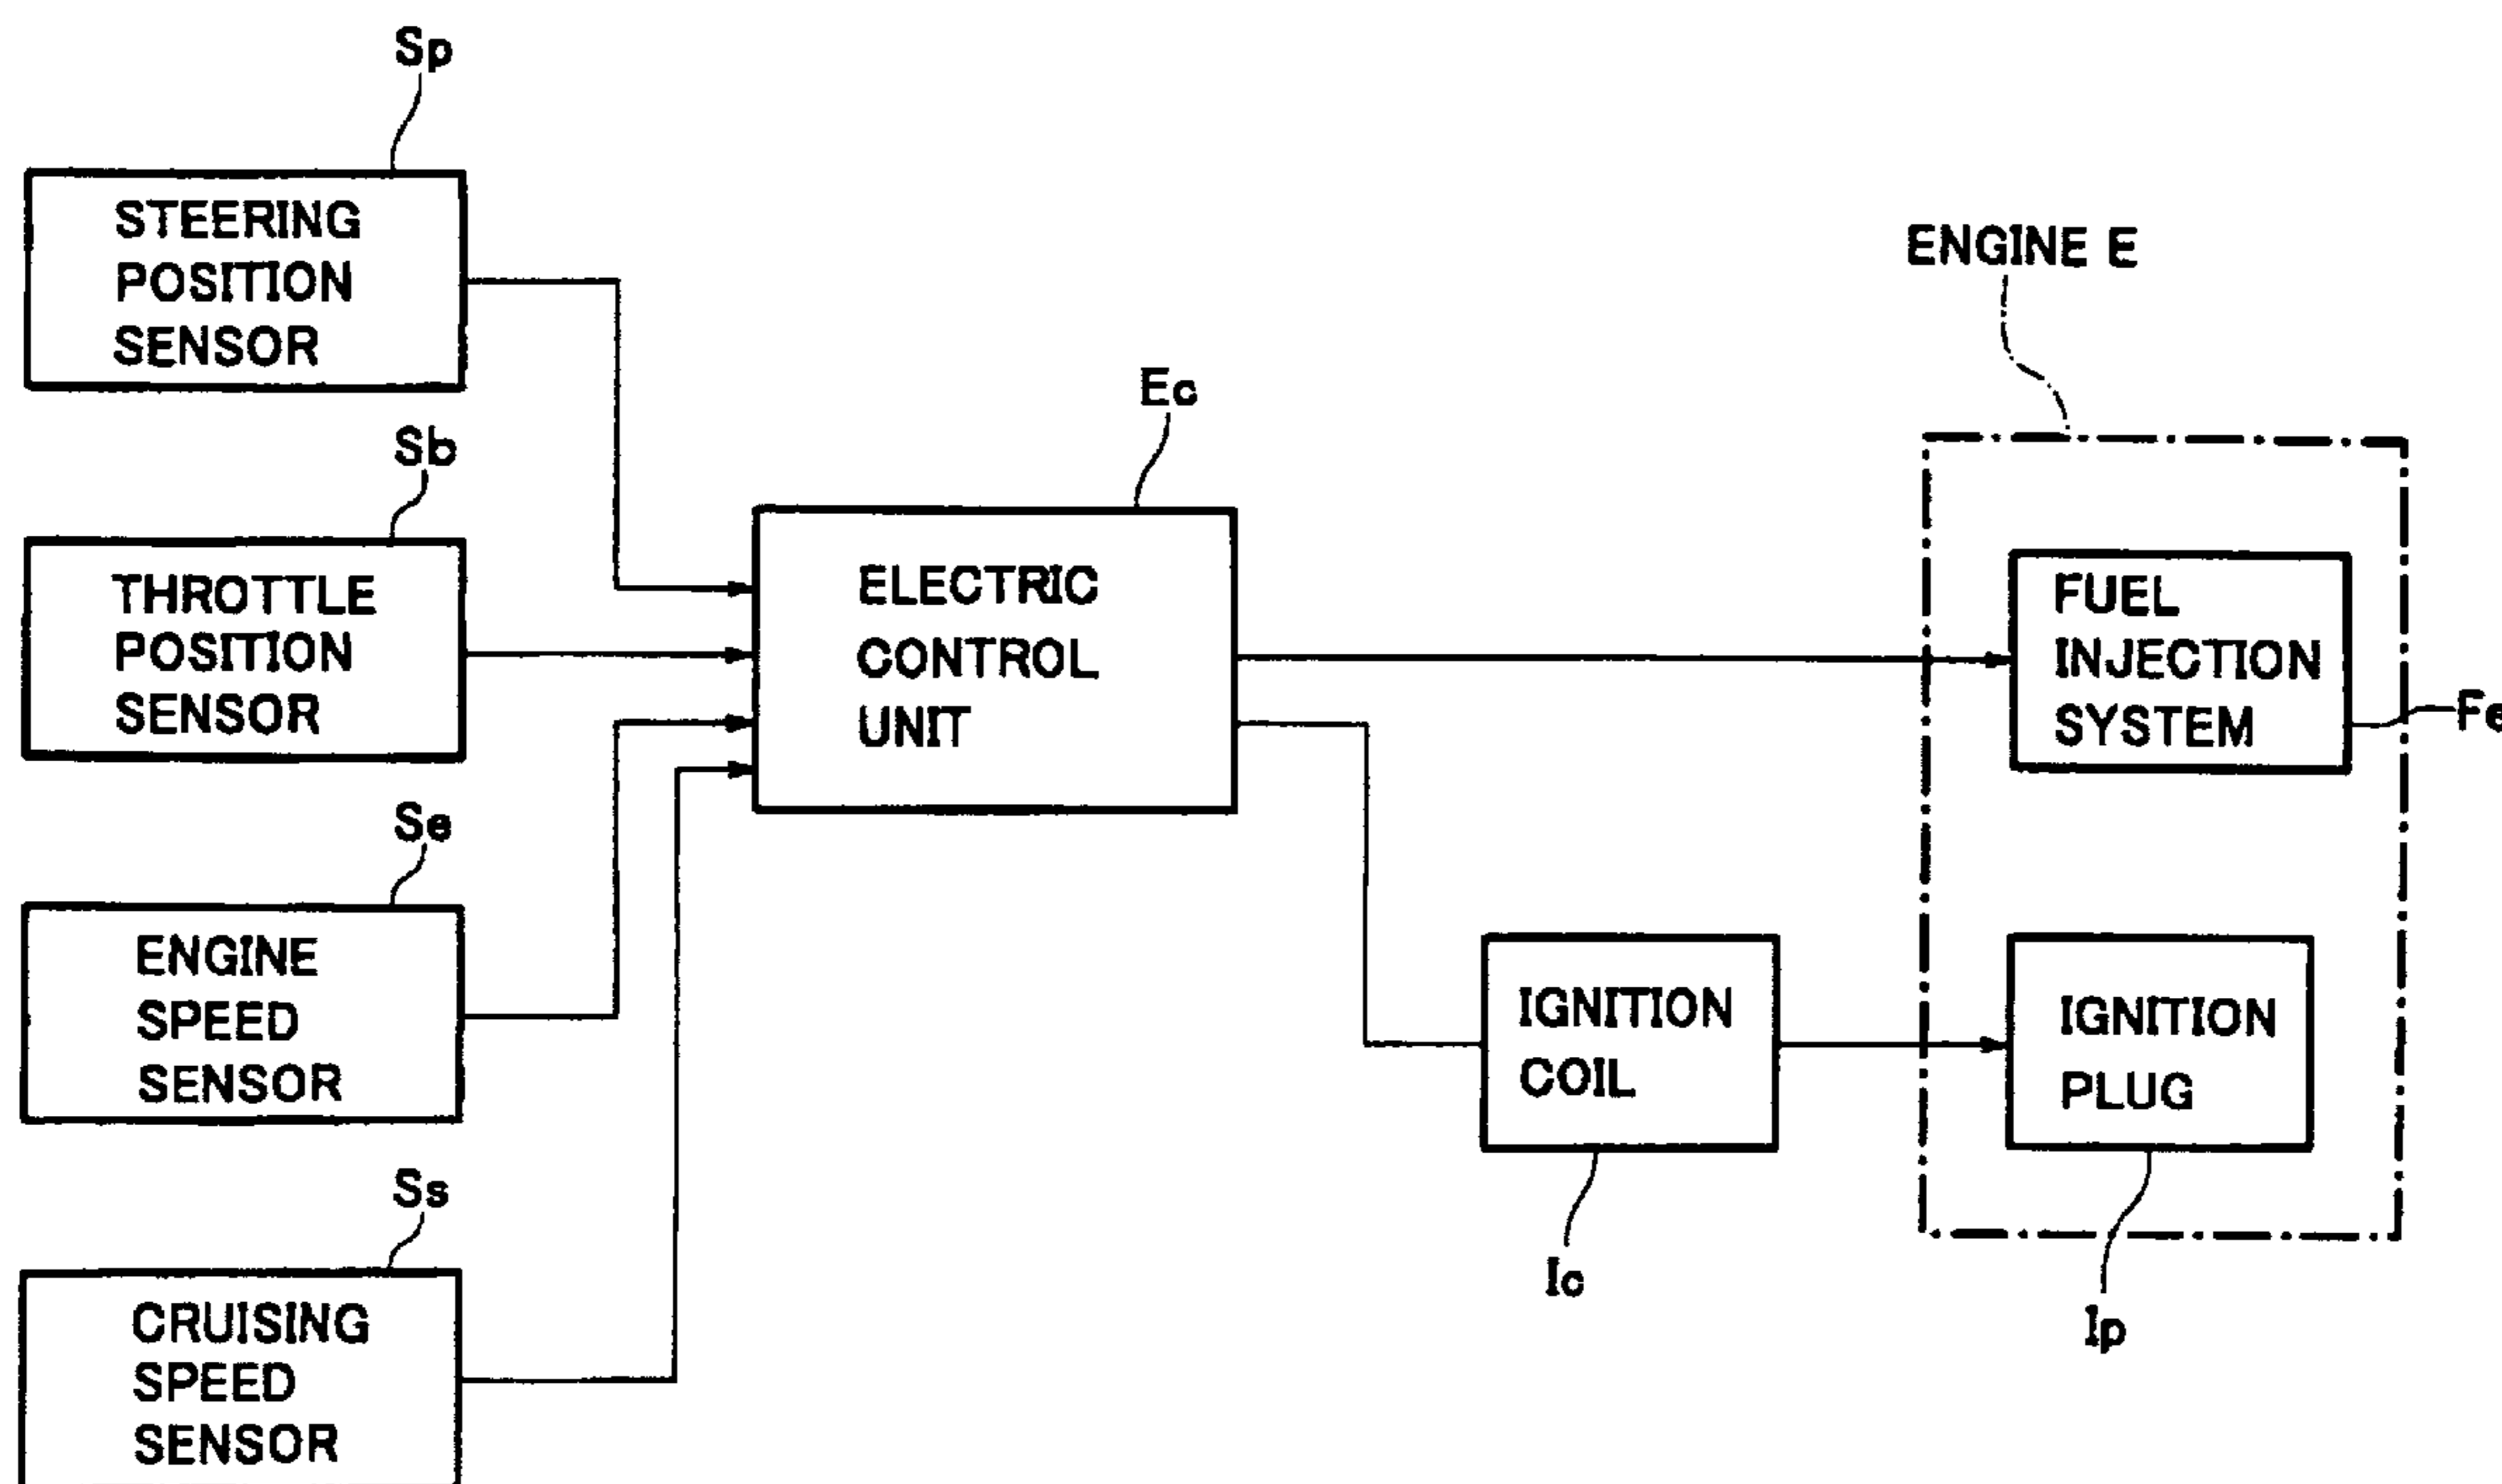 Sp
STEERING
POSITION
SENSOR
Sb
THROTTLE
POSITION
SENSOR
Se
ENGINE
SPEED
SENSOR
Ss
CRUISING
SPEED
SENSOR
Ec
ELECTRIC
CONTROL
UNIT
ENGINE E
FUEL
INJECTION
SYSTEM
Fe
IGNITION
COIL
Ic
IGNITION
PLUG
Ip